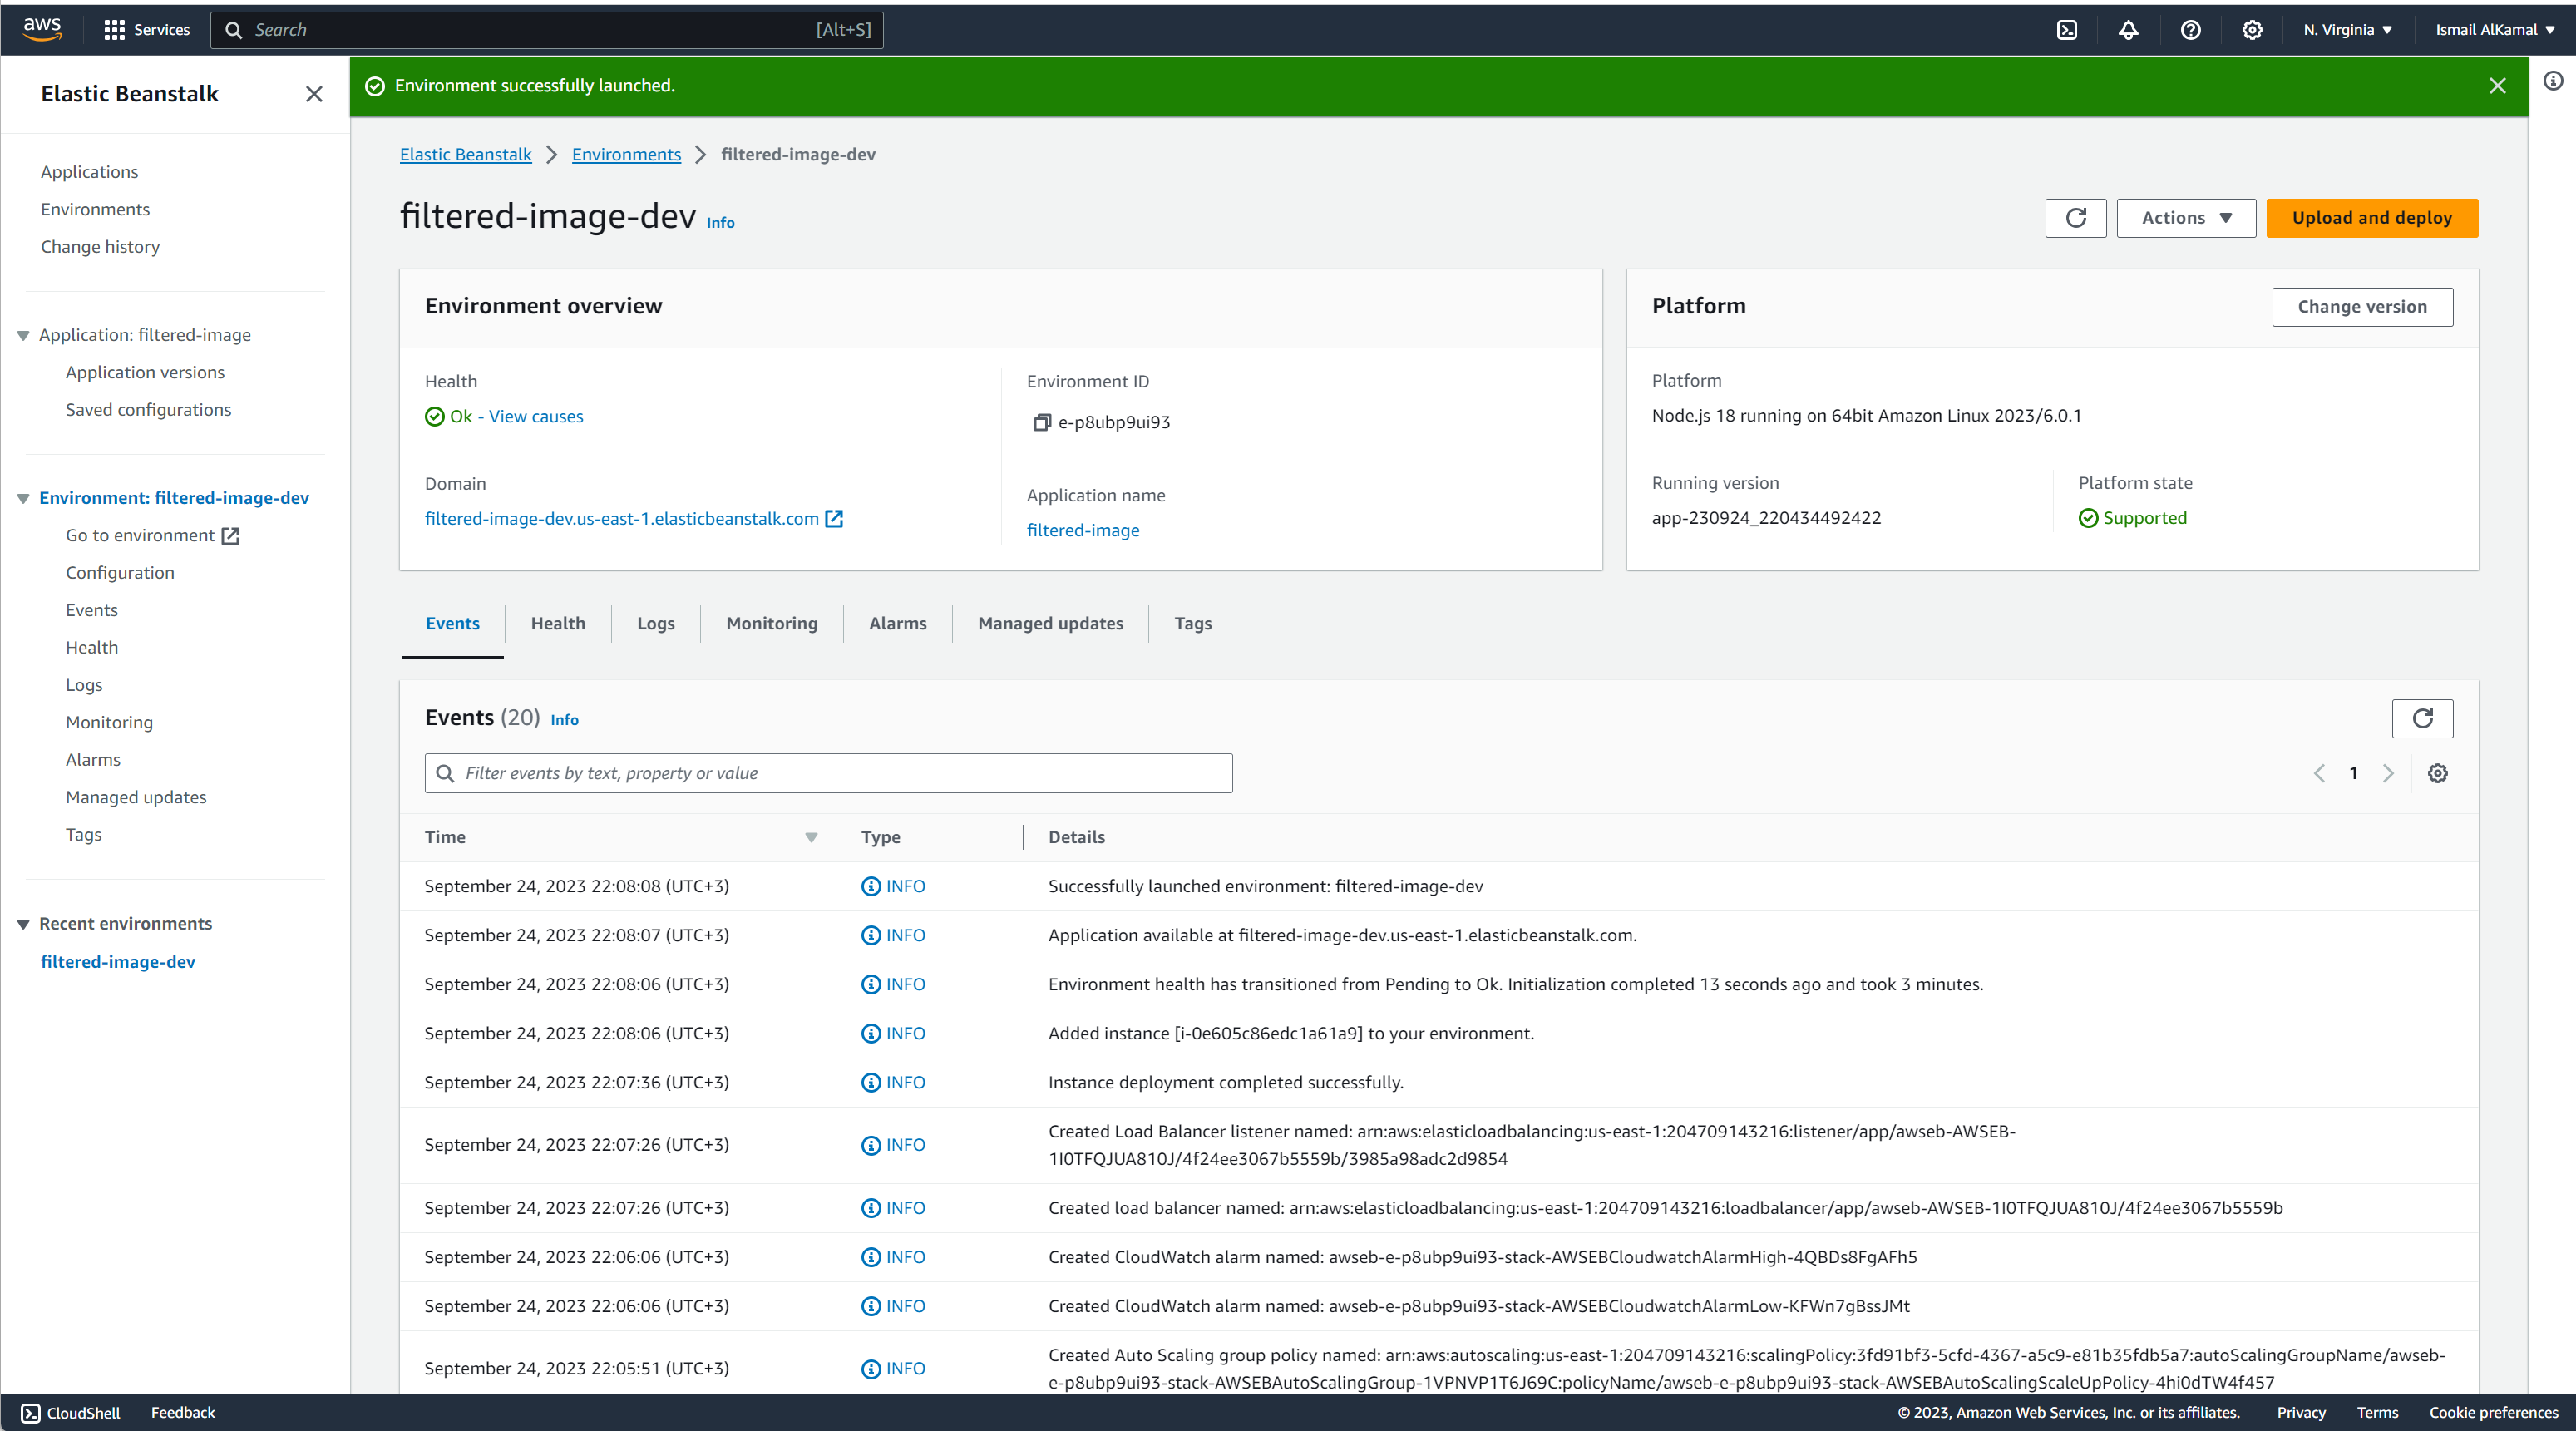 aws
Services
Search [Alt+S]
N. Virginia
Ismail AlKamal
Elastic Beanstalk
Applications
Environments
Change history
Application: filtered-image
Application versions
Saved configurations
Environment: filtered-image-dev
Go to environment
Configuration
Events
Health
Logs
Monitoring
Alarms
Managed updates
Tags
Recent environments
filtered-image-dev
Environment successfully launched.
Elastic Beanstalk > Environments > filtered-image-dev
filtered-image-dev Info
Actions
Upload and deploy
Environment overview
Health
Ok - View causes
Domain
filtered-image-dev.us-east-1.elasticbeanstalk.com
Environment ID
e-p8ubp9ui93
Application name
filtered-image
Platform
Change version
Platform
Node.js 18 running on 64bit Amazon Linux 2023/6.0.1
Running version
app-230924_220434492422
Platform state
Supported
Events Health Logs Monitoring Alarms Managed updates Tags
Events (20) Info
Filter events by text, property or value
1
Time Type Details
September 24, 2023 22:08:08 (UTC+3) INFO Successfully launched environment: filtered-image-dev
September 24, 2023 22:08:07 (UTC+3) INFO Application available at filtered-image-dev.us-east-1.elasticbeanstalk.com.
September 24, 2023 22:08:06 (UTC+3) INFO Environment health has transitioned from Pending to Ok. Initialization completed 13 seconds ago and took 3 minutes.
September 24, 2023 22:08:06 (UTC+3) INFO Added instance [i-0e605c86edc1a61a9] to your environment.
September 24, 2023 22:07:36 (UTC+3) INFO Instance deployment completed successfully.
September 24, 2023 22:07:26 (UTC+3) INFO Created Load Balancer listener named: arn:aws:elasticloadbalancing:us-east-1:204709143216:listener/app/awseb-AWSEB-
1I0TFQJUA810J/4f24ee3067b5559b/3985a98adc2d9854
September 24, 2023 22:07:26 (UTC+3) INFO Created load balancer named: arn:aws:elasticloadbalancing:us-east-1:204709143216:loadbalancer/app/awseb-AWSEB-1I0TFQJUA810J/4f24ee3067b5559b
September 24, 2023 22:06:06 (UTC+3) INFO Created CloudWatch alarm named: awseb-e-p8ubp9ui93-stack-AWSEBCloudwatchAlarmHigh-4QBDs8FgAFh5
September 24, 2023 22:06:06 (UTC+3) INFO Created CloudWatch alarm named: awseb-e-p8ubp9ui93-stack-AWSEBCloudwatchAlarmLow-KFWn7gBssJMt
September 24, 2023 22:05:51 (UTC+3) INFO Created Auto Scaling group policy named: arn:aws:autoscaling:us-east-1:204709143216:scalingPolicy:3fd91bf3-5cfd-4367-a5c9-e81b35fdb5a7:autoScalingGroupName/awseb-
e-p8ubp9ui93-stack-AWSEBAutoScalingGroup-1VPNVP1T6J69C:policyName/awseb-e-p8ubp9ui93-stack-AWSEBAutoScalingScaleUpPolicy-4hi0dTW4f457
CloudShell Feedback © 2023, Amazon Web Services, Inc. or its affiliates. Privacy Terms Cookie preferences